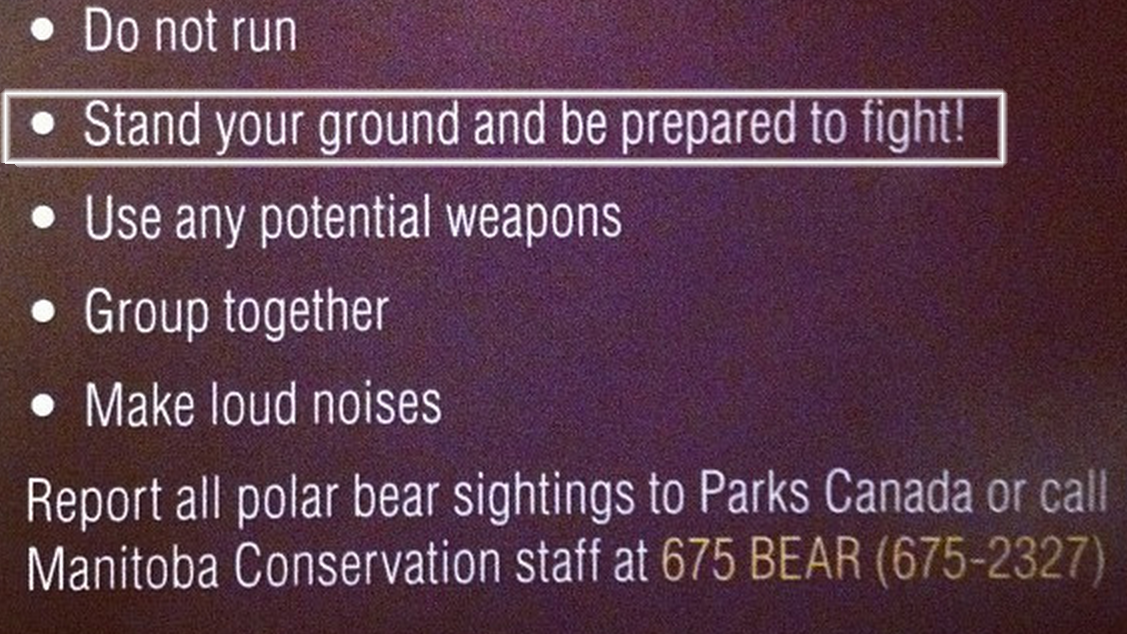 • Do not run
• Stand your ground and be prepared to fight!
• Use any potential weapons
• Group together
• Make loud noises
Report all polar bear sightings to Parks Canada or call
Manitoba Conservation staff at 675 BEAR (675-2327)